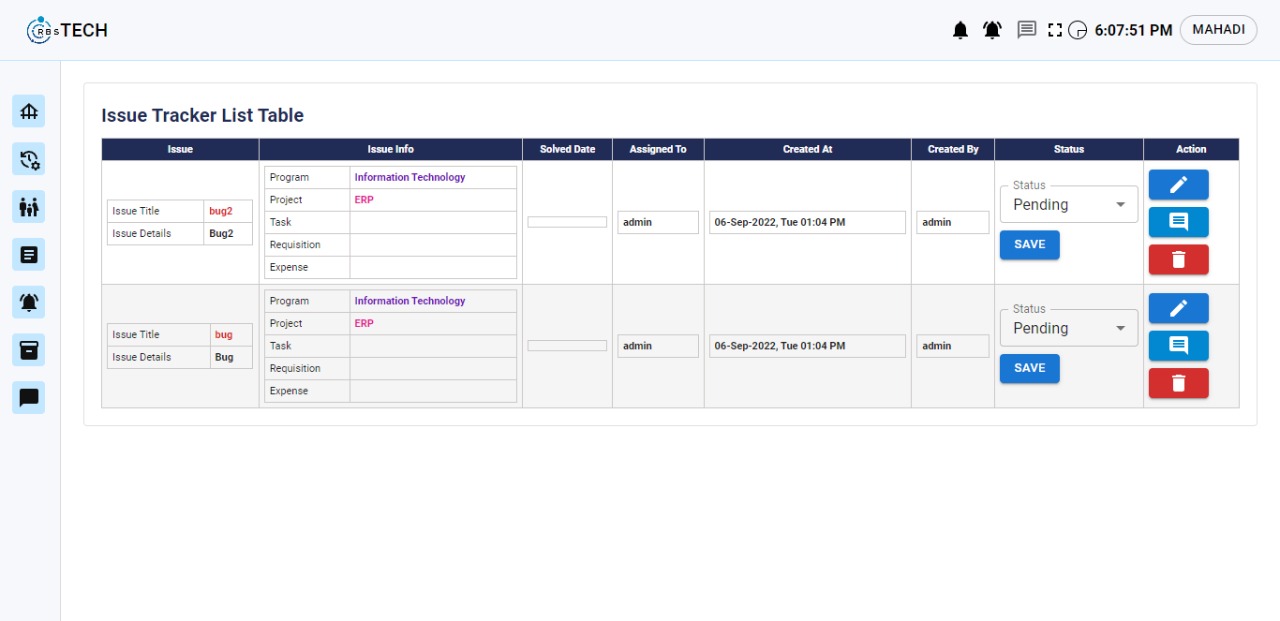 RBS TECH
6:07:51 PM
MAHADI
Issue Tracker List Table
Issue Issue Info Solved Date Assigned To Created At Created By Status Action
Issue Title bug2
Issue Details Bug2
Program Information Technology
Project ERP
Task
Requisition
Expense
admin
06-Sep-2022, Tue 01:04 PM
admin
Status
Pending
SAVE
Issue Title bug
Issue Details Bug
Program Information Technology
Project ERP
Task
Requisition
Expense
admin
06-Sep-2022, Tue 01:04 PM
admin
Status
Pending
SAVE